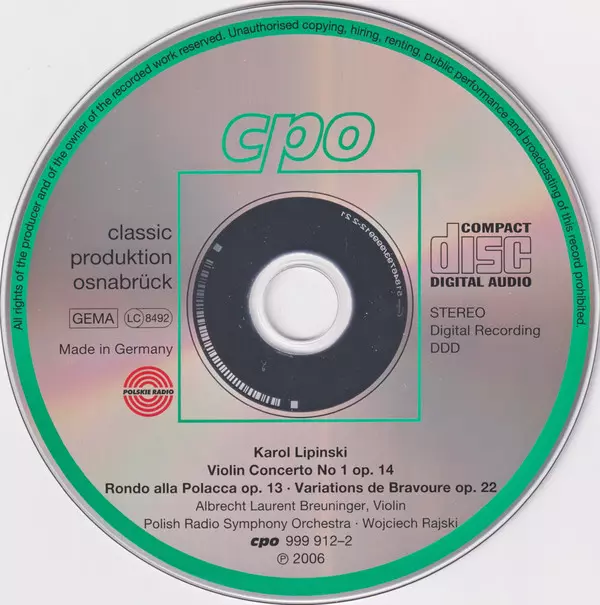 All rights of the producer and of the owner of the recorded work reserved. Unauthorised copying, hiring, renting, public performance and broadcasting of this record prohibited.
cpo
classic
produktion
osnabrück
GEMA LC 8492
Made in Germany
POLSKIE RADIO
COMPACT
disc
DIGITAL AUDIO
STEREO
Digital Recording
DDD
Karol Lipinski
Violin Concerto No 1 op. 14
Rondo alla Polacca op. 13 · Variations de Bravoure op. 22
Albrecht Laurent Breuninger, Violin
Polish Radio Symphony Orchestra · Wojciech Rajski
cpo 999 912–2
℗ 2006